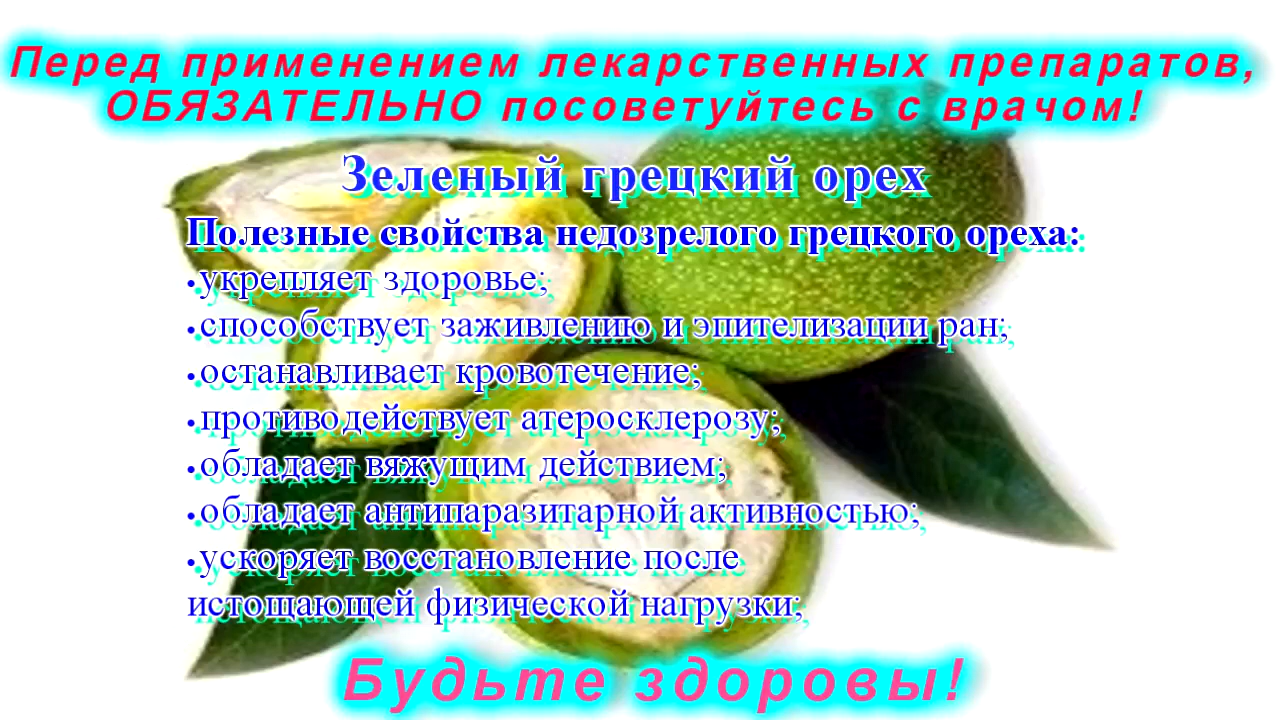 Перед применением лекарственных препаратов,
ОБЯЗАТЕЛЬНО посоветуйтесь с врачом!
Зеленый грецкий орех
Полезные свойства недозрелого грецкого ореха:
•укрепляет здоровье;
•способствует заживлению и эпителизации ран;
•останавливает кровотечение;
•противодействует атеросклерозу;
•обладает вяжущим действием;
•обладает антипаразитарной активностью;
•ускоряет восстановление после
истощающей физической нагрузки;
Будьте здоровы!